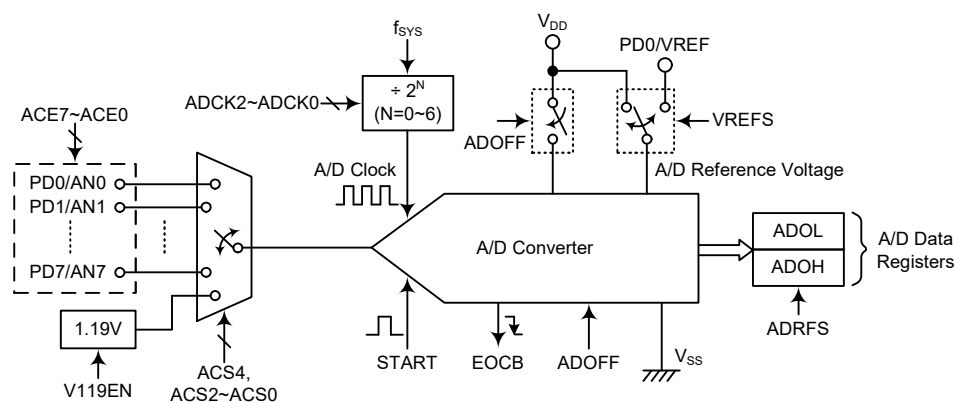 fSYS
÷ 2^N
(N=0~6)
ADCK2~ADCK0
A/D Clock
VDD
PD0/VREF
ADOFF
VREFS
A/D Reference Voltage
ACE7~ACE0
PD0/AN0
PD1/AN1
PD7/AN7
1.19V
V119EN
ACS4,
ACS2~ACS0
A/D Converter
START
EOCB
ADOFF
VSS
ADOL
ADOH
A/D Data
Registers
ADRFS